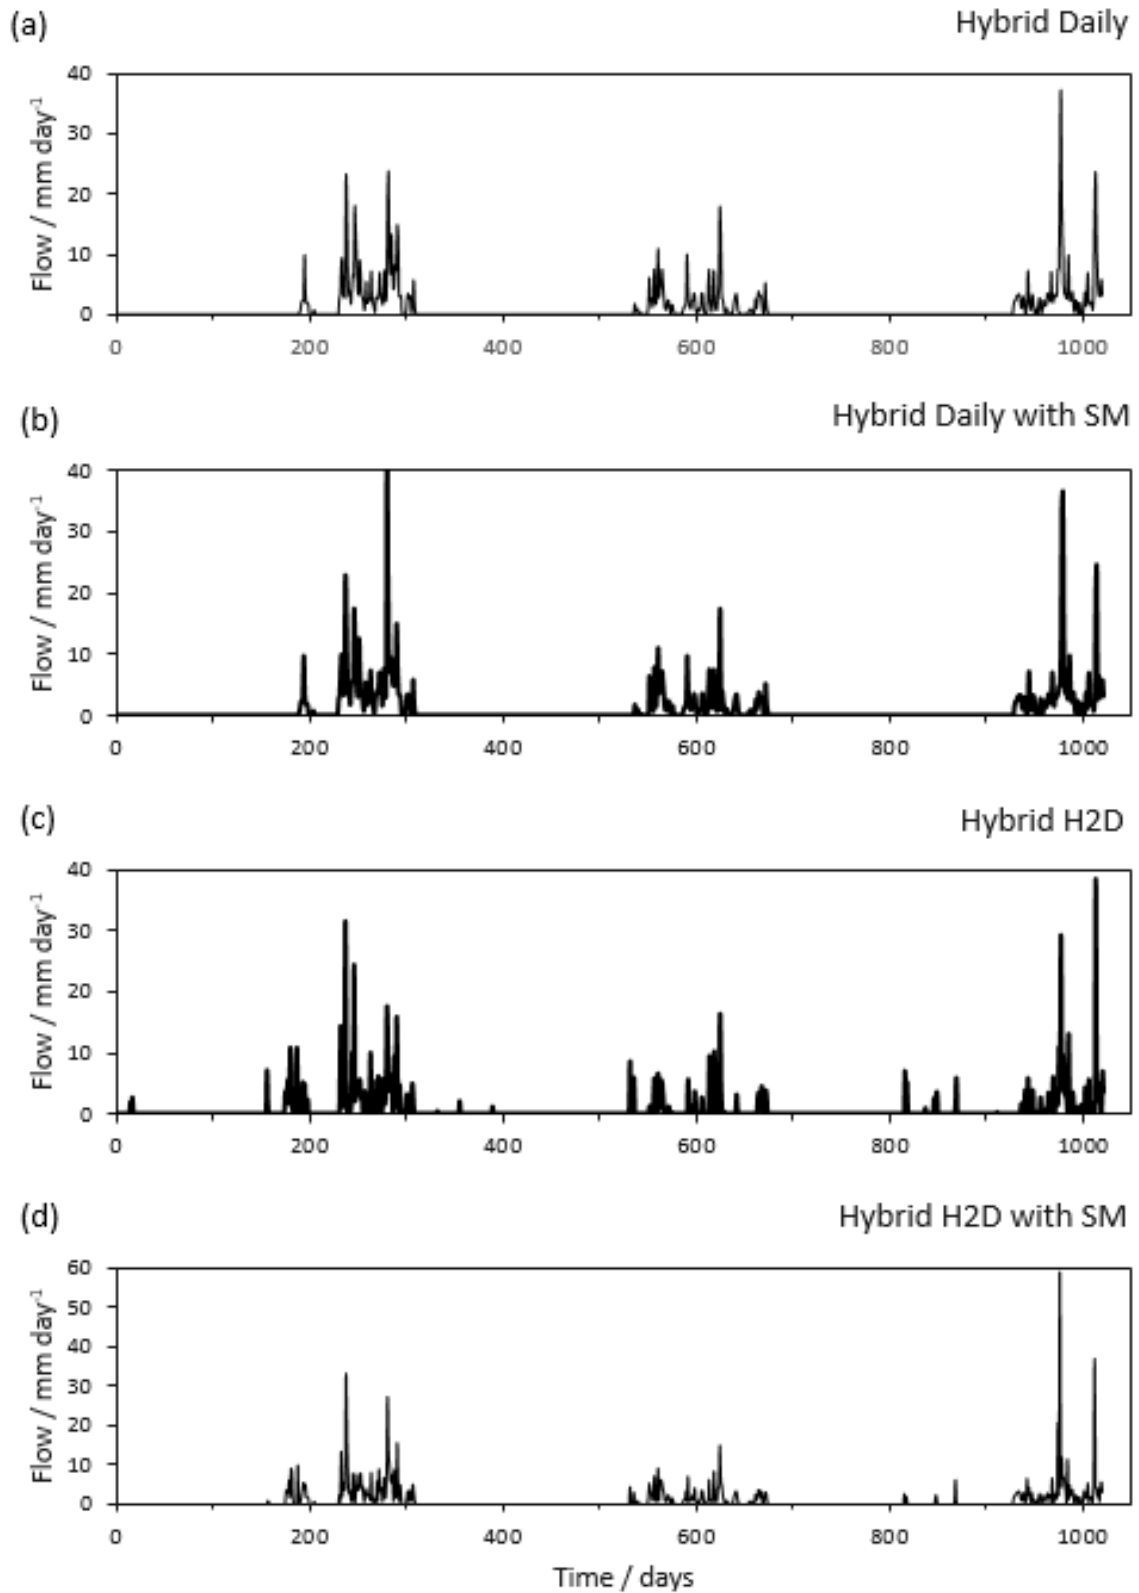 (a)
Hybrid Daily
Flow / mm day-1
40
30
20
10
0
0 200 400 600 800 1000
(b)
Hybrid Daily with SM
Flow / mm day-1
40
30
20
10
0
0 200 400 600 800 1000
(c)
Hybrid H2D
Flow / mm day-1
40
30
20
10
0
0 200 400 600 800 1000
(d)
Hybrid H2D with SM
Flow / mm day-1
60
50
40
30
20
10
0
0 200 400 600 800 1000
Time / days